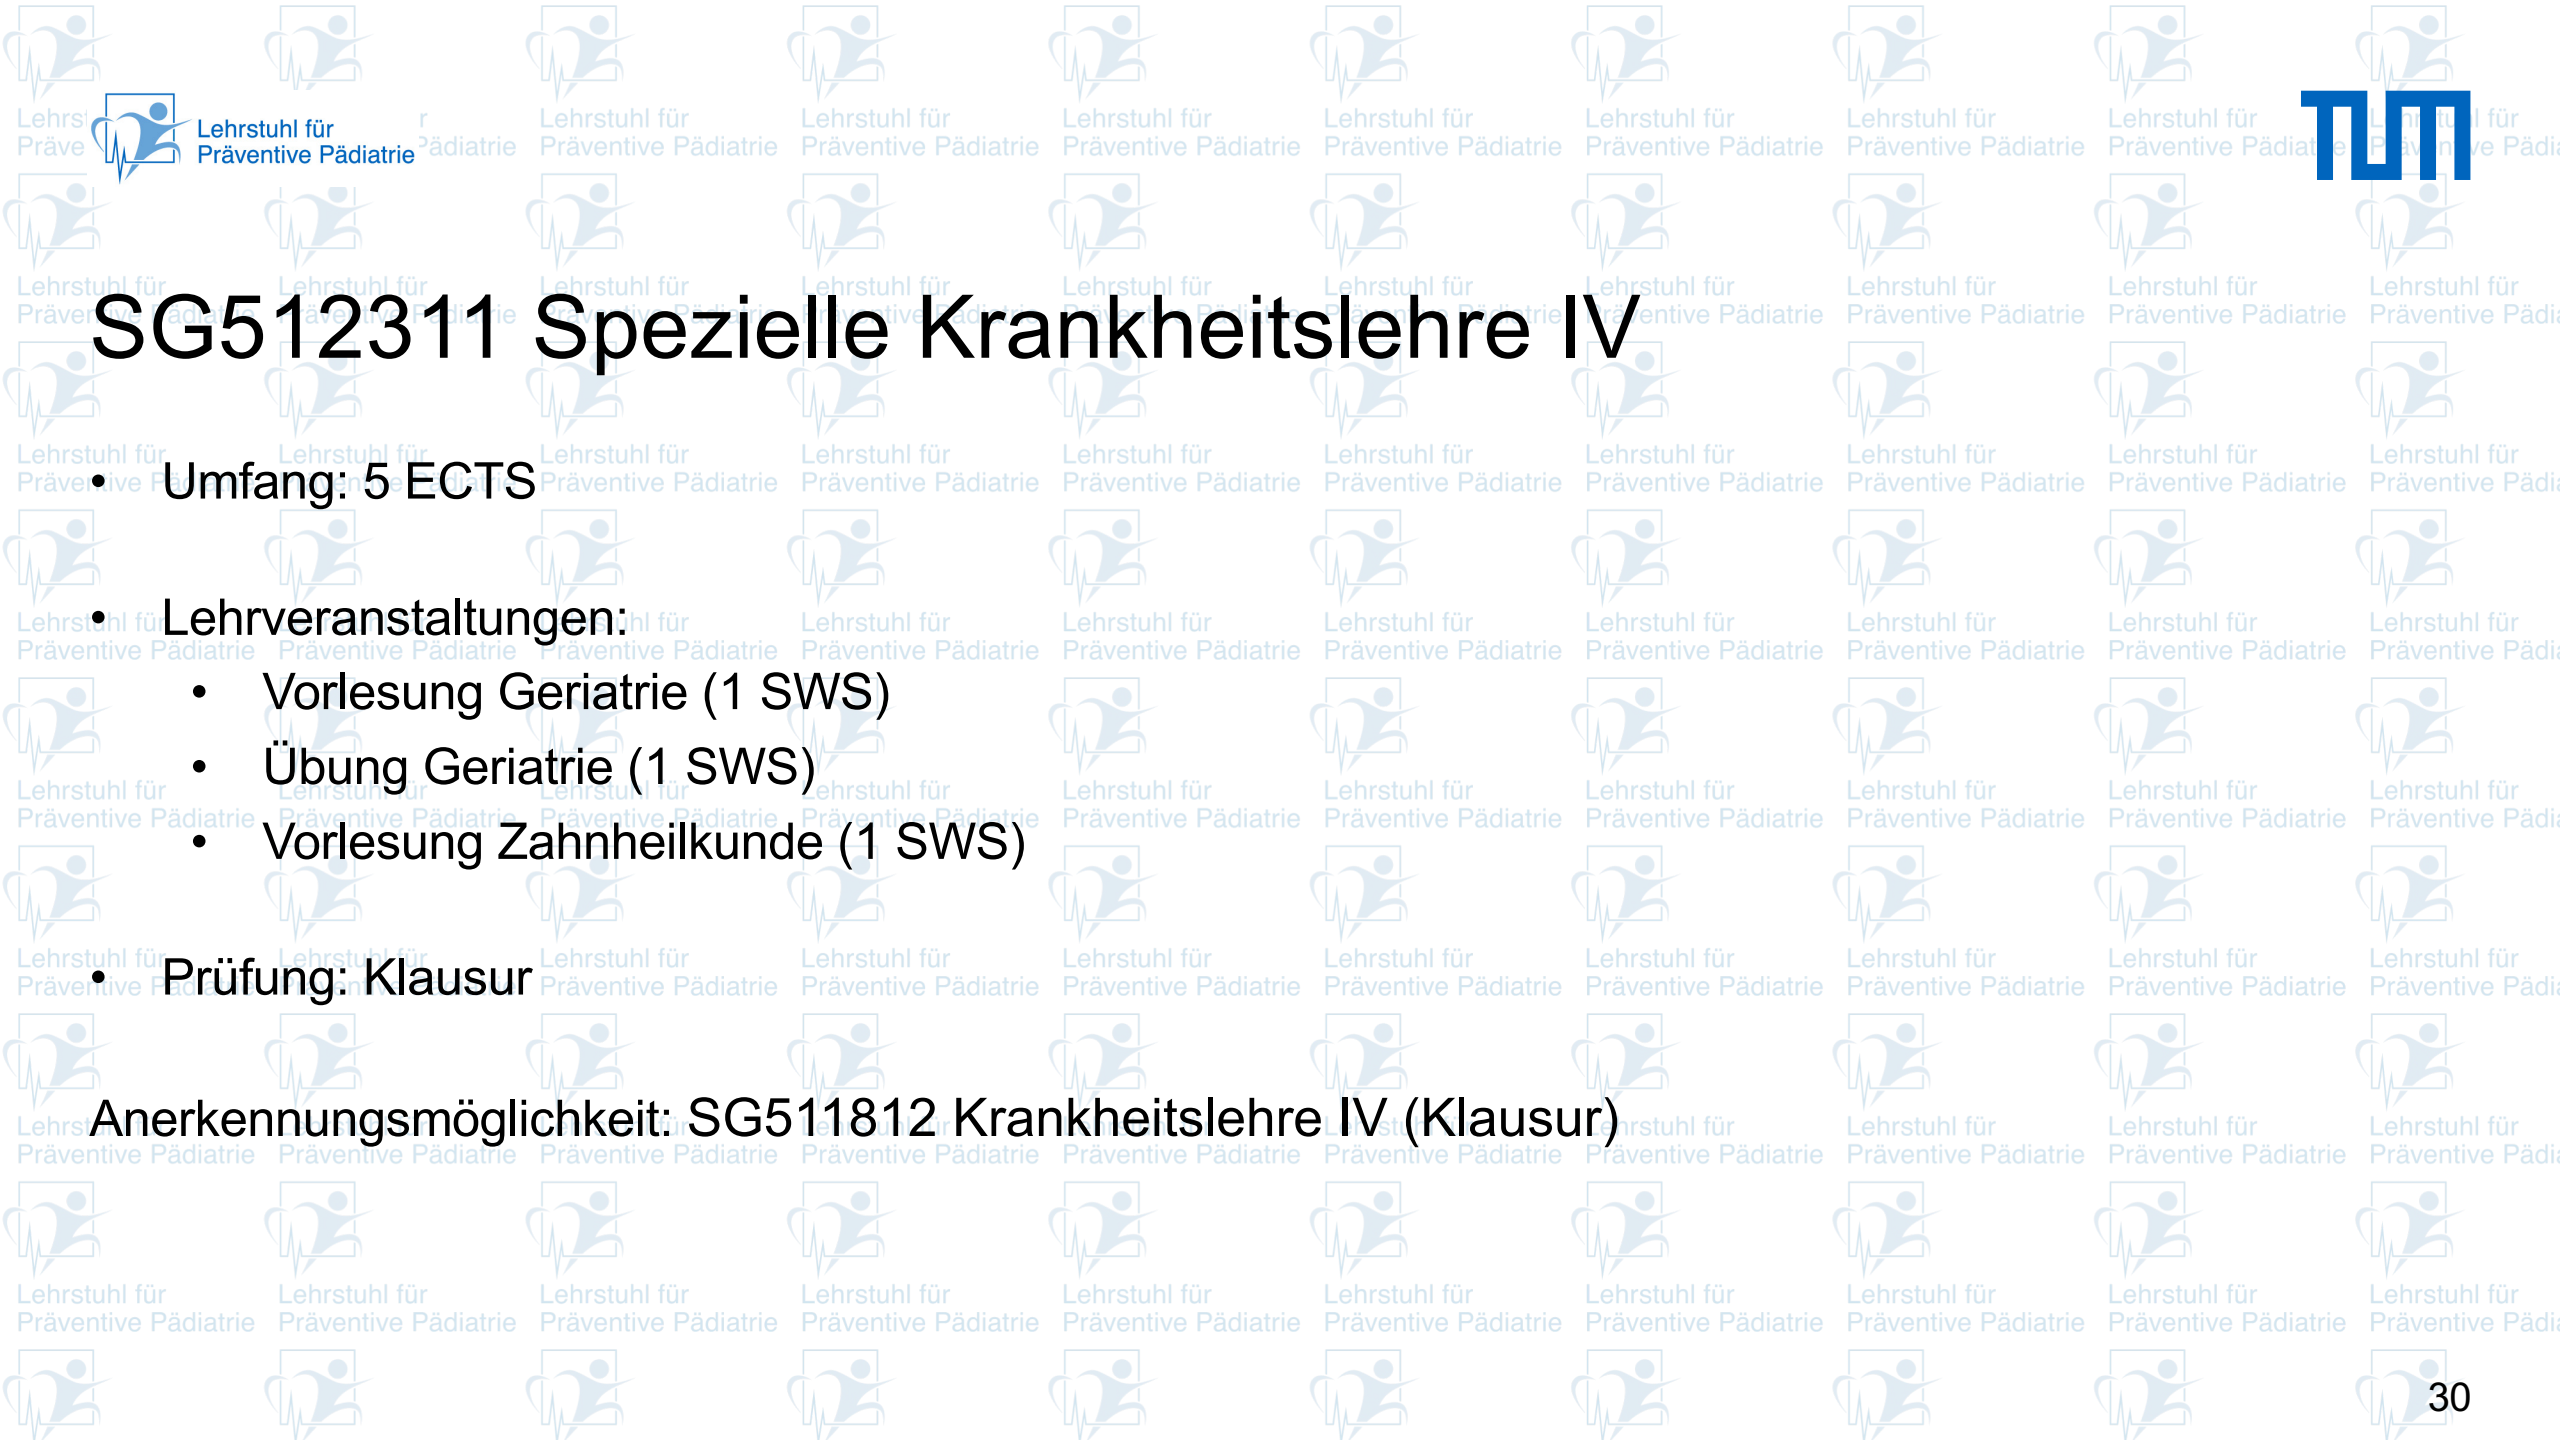 Lehrstuhl für
Präventive Pädiatrie
TUM
SG512311 Spezielle Krankheitslehre IV
• Umfang: 5 ECTS
• Lehrveranstaltungen:
• Vorlesung Geriatrie (1 SWS)
• Übung Geriatrie (1 SWS)
• Vorlesung Zahnheilkunde (1 SWS)
• Prüfung: Klausur
Anerkennungsmöglichkeit: SG511812 Krankheitslehre IV (Klausur)
30